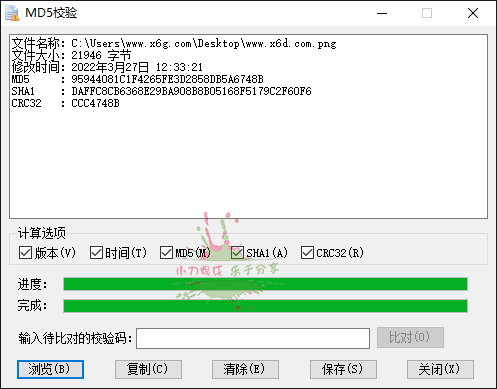 MD5校验
文件名称: C:\Users\www.x6g.com\Desktop\www.x6d.com.png
文件大小: 21946 字节
修改时间: 2022年3月27日 12:33:21
MD5 : 95944081C1F4265FE3D2858DB5A6748B
SHA1 : DAFFC8CB6368E29BA908B8B05168F5179C2F60F6
CRC32 : CCC4748B
计算选项
版本(V) 时间(T) MD5(M) SHA1(A) CRC32(R)
小刀娱乐 乐于分享
进度:
完成:
输入待比对的校验码: 比对(O)
浏览(B) 复制(C) 清除(E) 保存(S) 关闭(X)